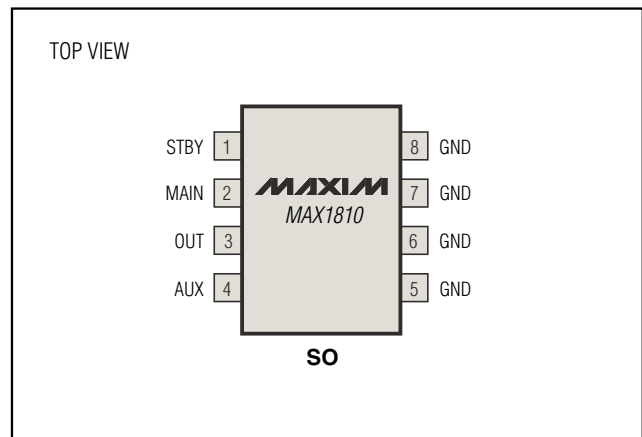 TOP VIEW
STBY 1 8 GND
MAIN 2 MAXIM 7 GND
MAX1810
OUT 3 6 GND
AUX 4 5 GND
SO